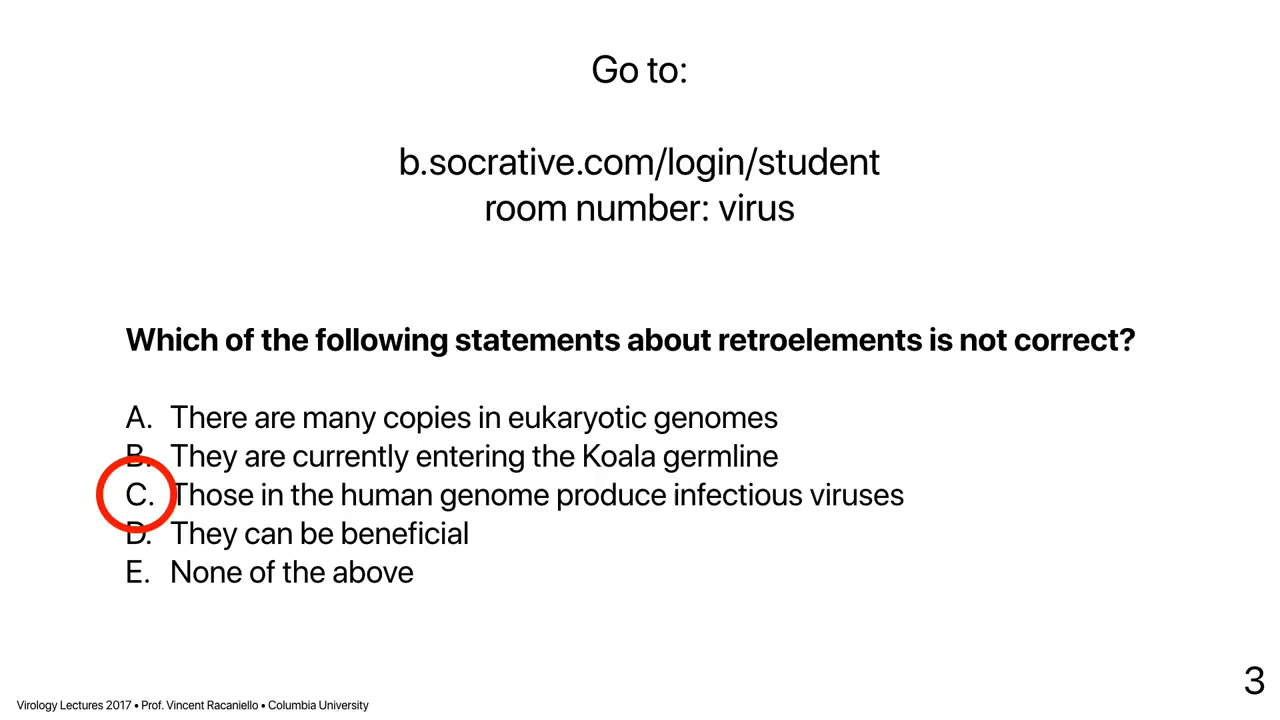 Go to:
b.socrative.com/login/student
room number: virus
Which of the following statements about retroelements is not correct?
A. There are many copies in eukaryotic genomes
B. They are currently entering the Koala germline
C. Those in the human genome produce infectious viruses
D. They can be beneficial
E. None of the above
3
Virology Lectures 2017 • Prof. Vincent Racaniello • Columbia University